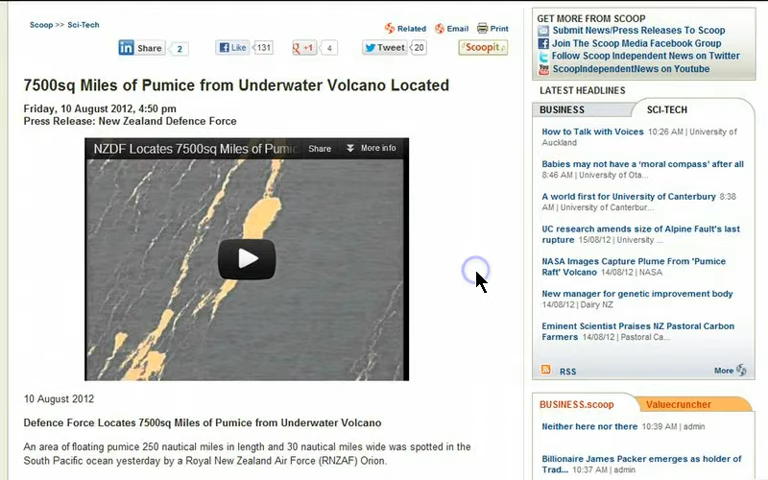 Scoop >> Sci-Tech
Related Email Print
in Share 2
Like 131
g +1 4
Tweet 20
Scoopit
7500sq Miles of Pumice from Underwater Volcano Located
Friday, 10 August 2012, 4:50 pm
Press Release: New Zealand Defence Force
NZDF Locates 7500sq Miles of Pumic Share More info
10 August 2012
Defence Force Locates 7500sq Miles of Pumice from Underwater Volcano
An area of floating pumice 250 nautical miles in length and 30 nautical miles wide was spotted in the
South Pacific ocean yesterday by a Royal New Zealand Air Force (RNZAF) Orion.
GET MORE FROM SCOOP
Submit News/Press Releases To Scoop
Join The Scoop Media Facebook Group
Follow Scoop Independent News on Twitter
ScoopIndependentNews on Youtube
LATEST HEADLINES
BUSINESS SCI-TECH
How to Talk with Voices 10:26 AM | University of
Auckland
Babies may not have a 'moral compass' after all
8:46 AM | University of Ota...
A world first for University of Canterbury 8:38
AM | University of Canterbur...
UC research amends size of Alpine Fault's last
rupture 15/08/12 | University ...
NASA Images Capture Plume From 'Pumice
Raft' Volcano 14/08/12 | NASA
New manager for genetic improvement body
14/08/12 | Dairy NZ
Eminent Scientist Praises NZ Pastoral Carbon
Farmers 14/08/12 | Pastoral Ca...
RSS More
BUSINESS.scoop Valuecruncher
Neither here nor there 10:39 AM | admin
Billionaire James Packer emerges as holder of
Trad... 10:37 AM | admin